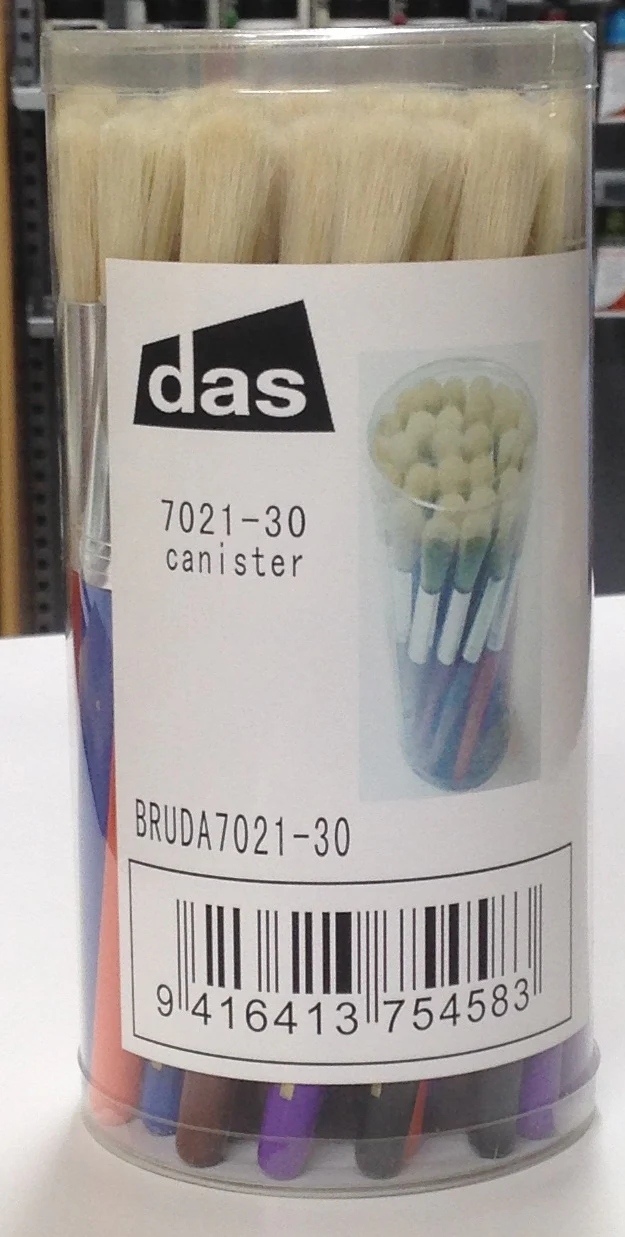 das
7021-30
canister
BRUDA7021-30
9 416413 754583